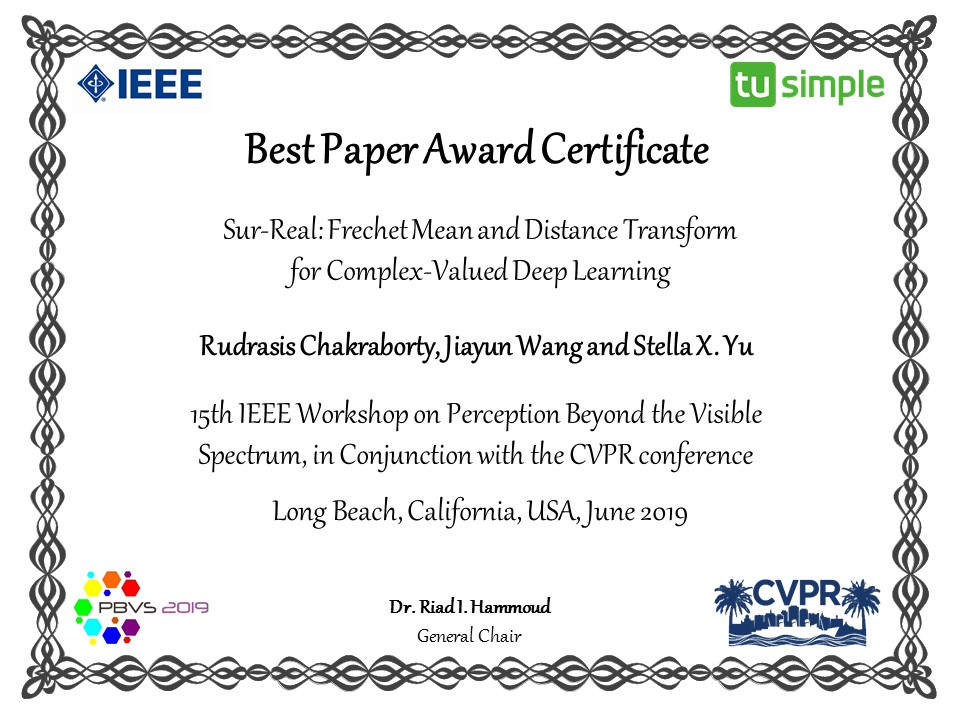 IEEE
tu simple
Best Paper Award Certificate
Sur-Real: Frechet Mean and Distance Transform
for Complex-Valued Deep Learning
Rudrasis Chakraborty, Jiayun Wang and Stella X. Yu
15th IEEE Workshop on Perception Beyond the Visible
Spectrum, in Conjunction with the CVPR conference
Long Beach, California, USA, June 2019
PBVS 2019
Dr. Riad I. Hammoud
General Chair
CVPR